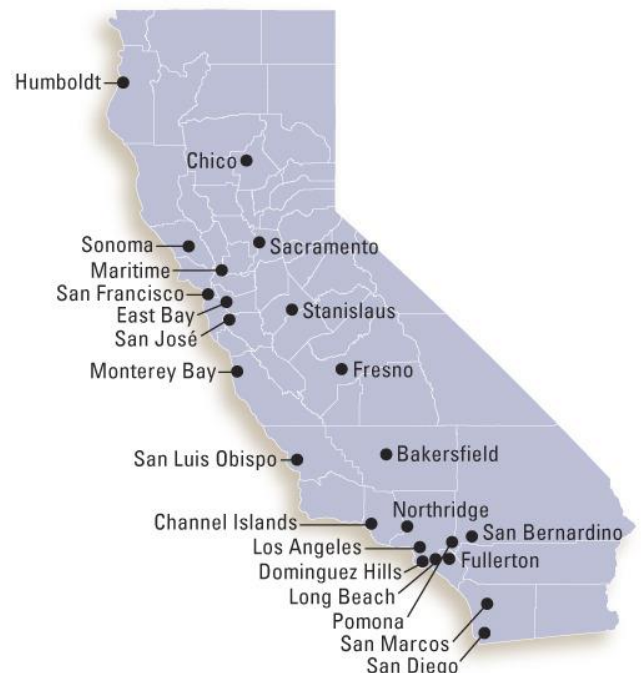 Humboldt
Chico
Sonoma
Sacramento
Maritime
San Francisco
East Bay
Stanislaus
San José
Monterey Bay
Fresno
San Luis Obispo
Bakersfield
Channel Islands
Northridge
San Bernardino
Los Angeles
Fullerton
Dominguez Hills
Long Beach
Pomona
San Marcos
San Diego